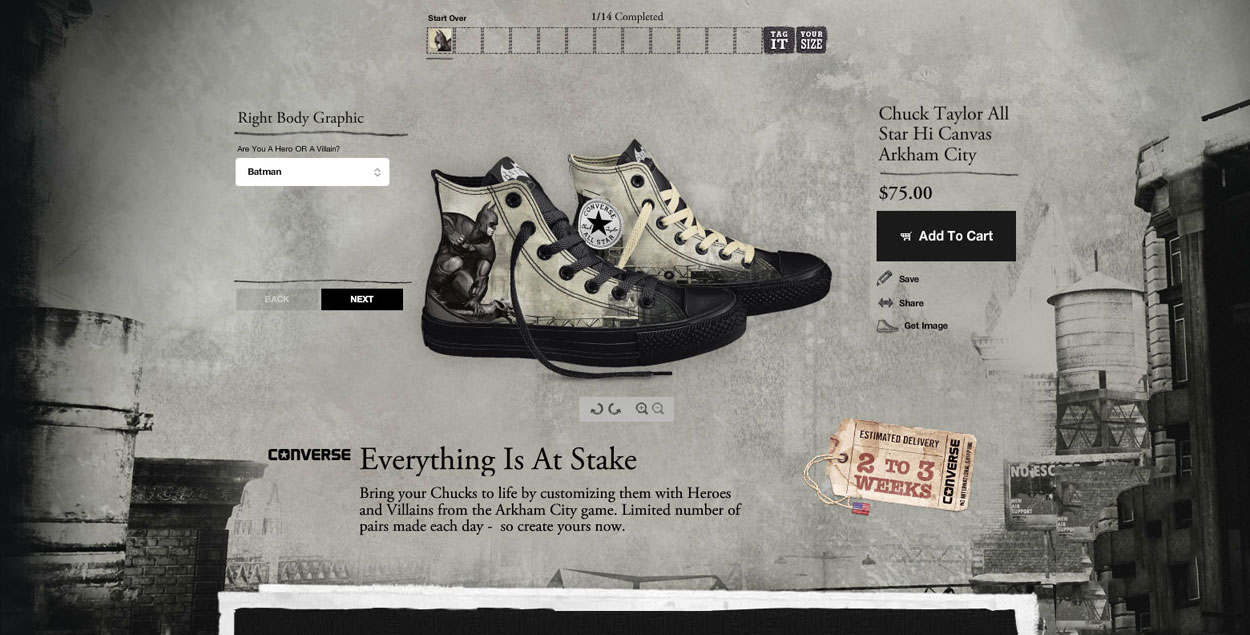 Start Over
1/14 Completed
TAG
IT
YOUR
SIZE
Right Body Graphic
Are You A Hero OR A Villain?
Batman
BACK
NEXT
CONVERSE
ALL STAR
Chuck Taylor All
Star Hi Canvas
Arkham City
$75.00
Add To Cart
Save
Share
Get Image
CONVERSE
Everything Is At Stake
Bring your Chucks to life by customizing them with Heroes
and Villains from the Arkham City game. Limited number of
pairs made each day - so create yours now.
ESTIMATED DELIVERY
2 TO 3
WEEKS
CONVERSE
NO INTERNATIONAL SHIPPING